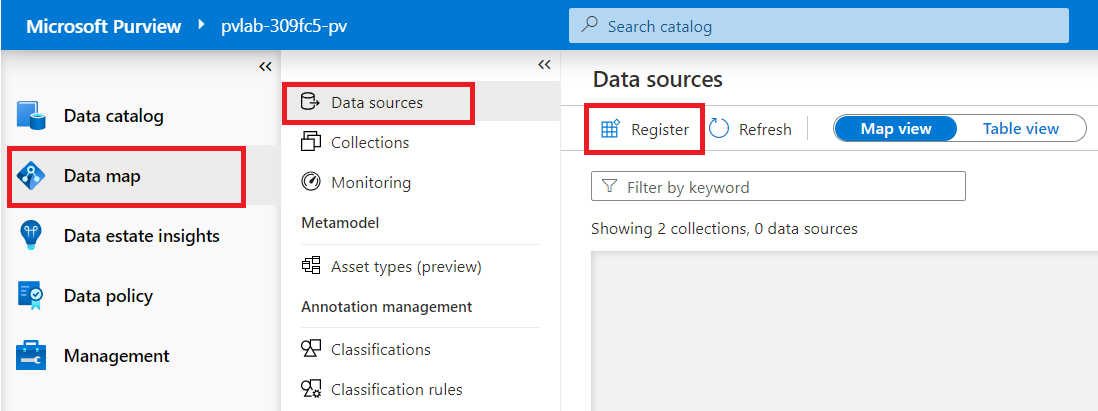 Microsoft Purview
pvlab-309fc5-pv
Search catalog
Data catalog
Data map
Data estate insights
Data policy
Management
Data sources
Collections
Monitoring
Metamodel
Asset types (preview)
Annotation management
Classifications
Classification rules
Data sources
Register
Refresh
Map view
Table view
Filter by keyword
Showing 2 collections, 0 data sources